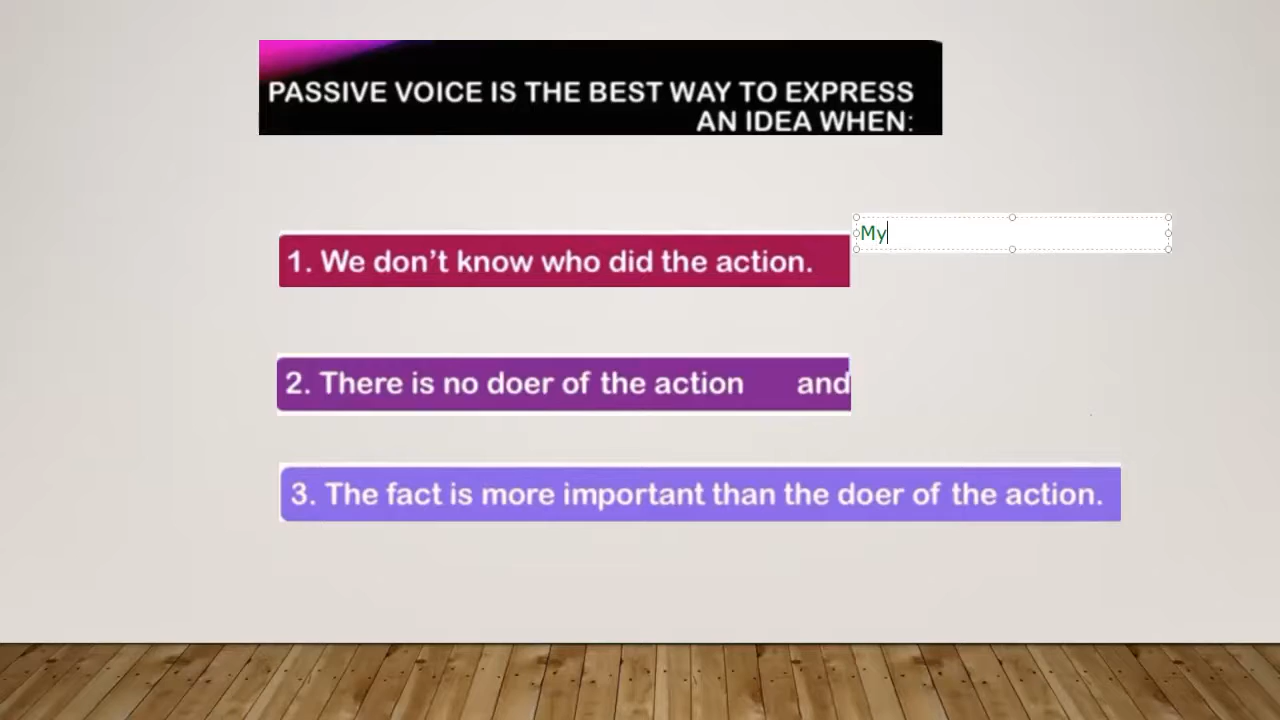 PASSIVE VOICE IS THE BEST WAY TO EXPRESS
AN IDEA WHEN:
My
1. We don’t know who did the action.
2. There is no doer of the action and
3. The fact is more important than the doer of the action.